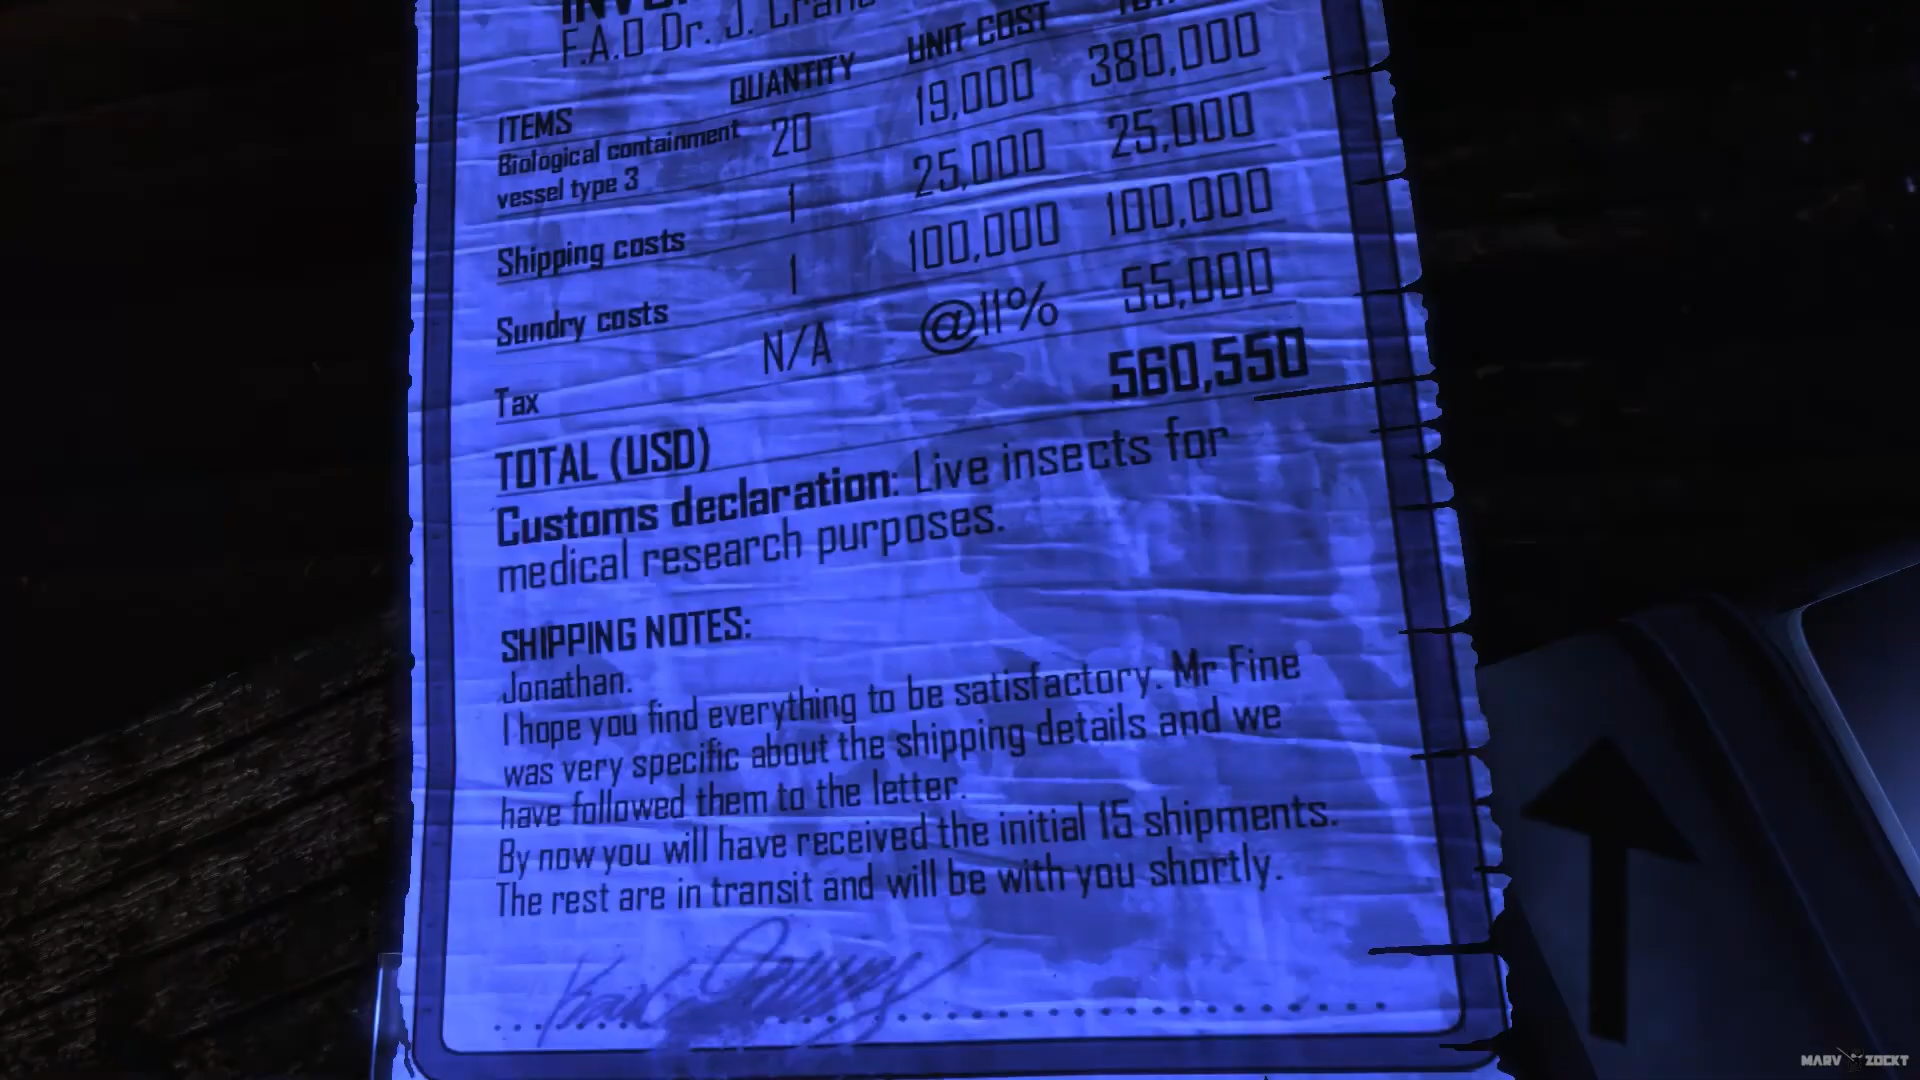 F.A.O Dr. J. Crane
QUANTITY UNIT COST
ITEMS
Biological containment vessel type 3 20 19,000 380,000
Shipping costs 1 25,000 25,000
Sundry costs 1 100,000 100,000
Tax N/A @11% 55,000
TOTAL (USD) 560,550
Customs declaration: Live insects for
medical research purposes.
SHIPPING NOTES:
Jonathan.
I hope you find everything to be satisfactory. Mr Fine
was very specific about the shipping details and we
have followed them to the letter.
By now you will have received the initial 15 shipments.
The rest are in transit and will be with you shortly.
MARV ZOCKT